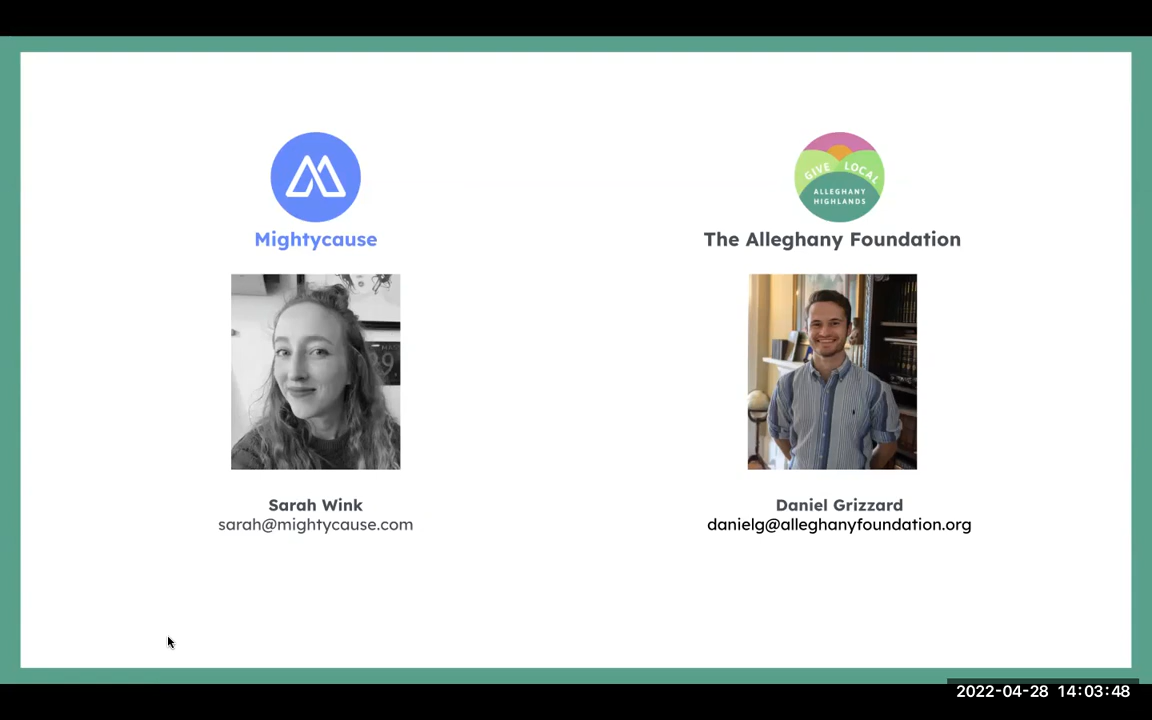 GIVE LOCAL
ALLEGHANY
HIGHLANDS
Mightycause
The Alleghany Foundation
Sarah Wink
sarah@mightycause.com
Daniel Grizzard
danielg@alleghanyfoundation.org
2022-04-28 14:03:48